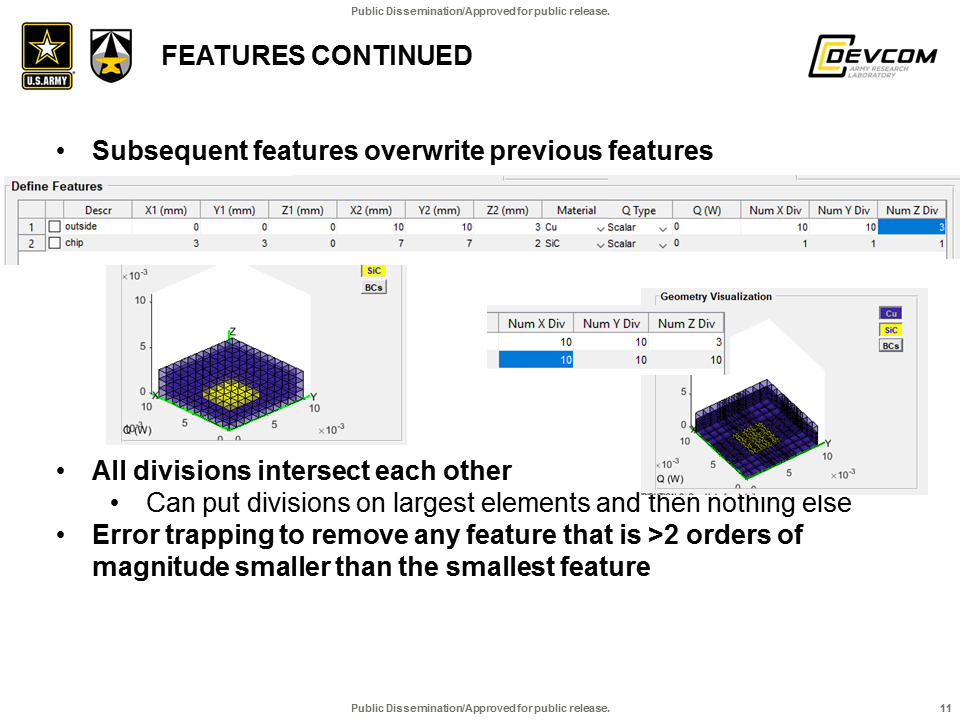 Public Dissemination/Approved for public release.
U.S.ARMY
FEATURES CONTINUED
DEVCOM
ARMY RESEARCH
LABORATORY
• Subsequent features overwrite previous features
Define Features
Descr X1 (mm) Y1 (mm) Z1 (mm) X2 (mm) Y2 (mm) Z2 (mm) Material Q Type Q (W) Num X Div Num Y Div Num Z Div
1 outside 0 0 0 10 10 3 Cu Scalar 0 10 10 3
2 chip 3 3 0 7 7 2 SiC Scalar 0 1 1 1
×10-3
SiC
BCs
10
Z
5
0
X
Y
10
10
5
5
Q (W)
0 0
×10-3
Num X Div Num Y Div Num Z Div
10 10 3
10 10 10
Geometry Visualization
Cu
SiC
BCs
5
0
X
Y
10
10
×10-3
5
5
×10-3
Q (W)
0
0
• All divisions intersect each other
• Can put divisions on largest elements and then nothing else
• Error trapping to remove any feature that is >2 orders of
magnitude smaller than the smallest feature
Public Dissemination/Approved for public release.
11